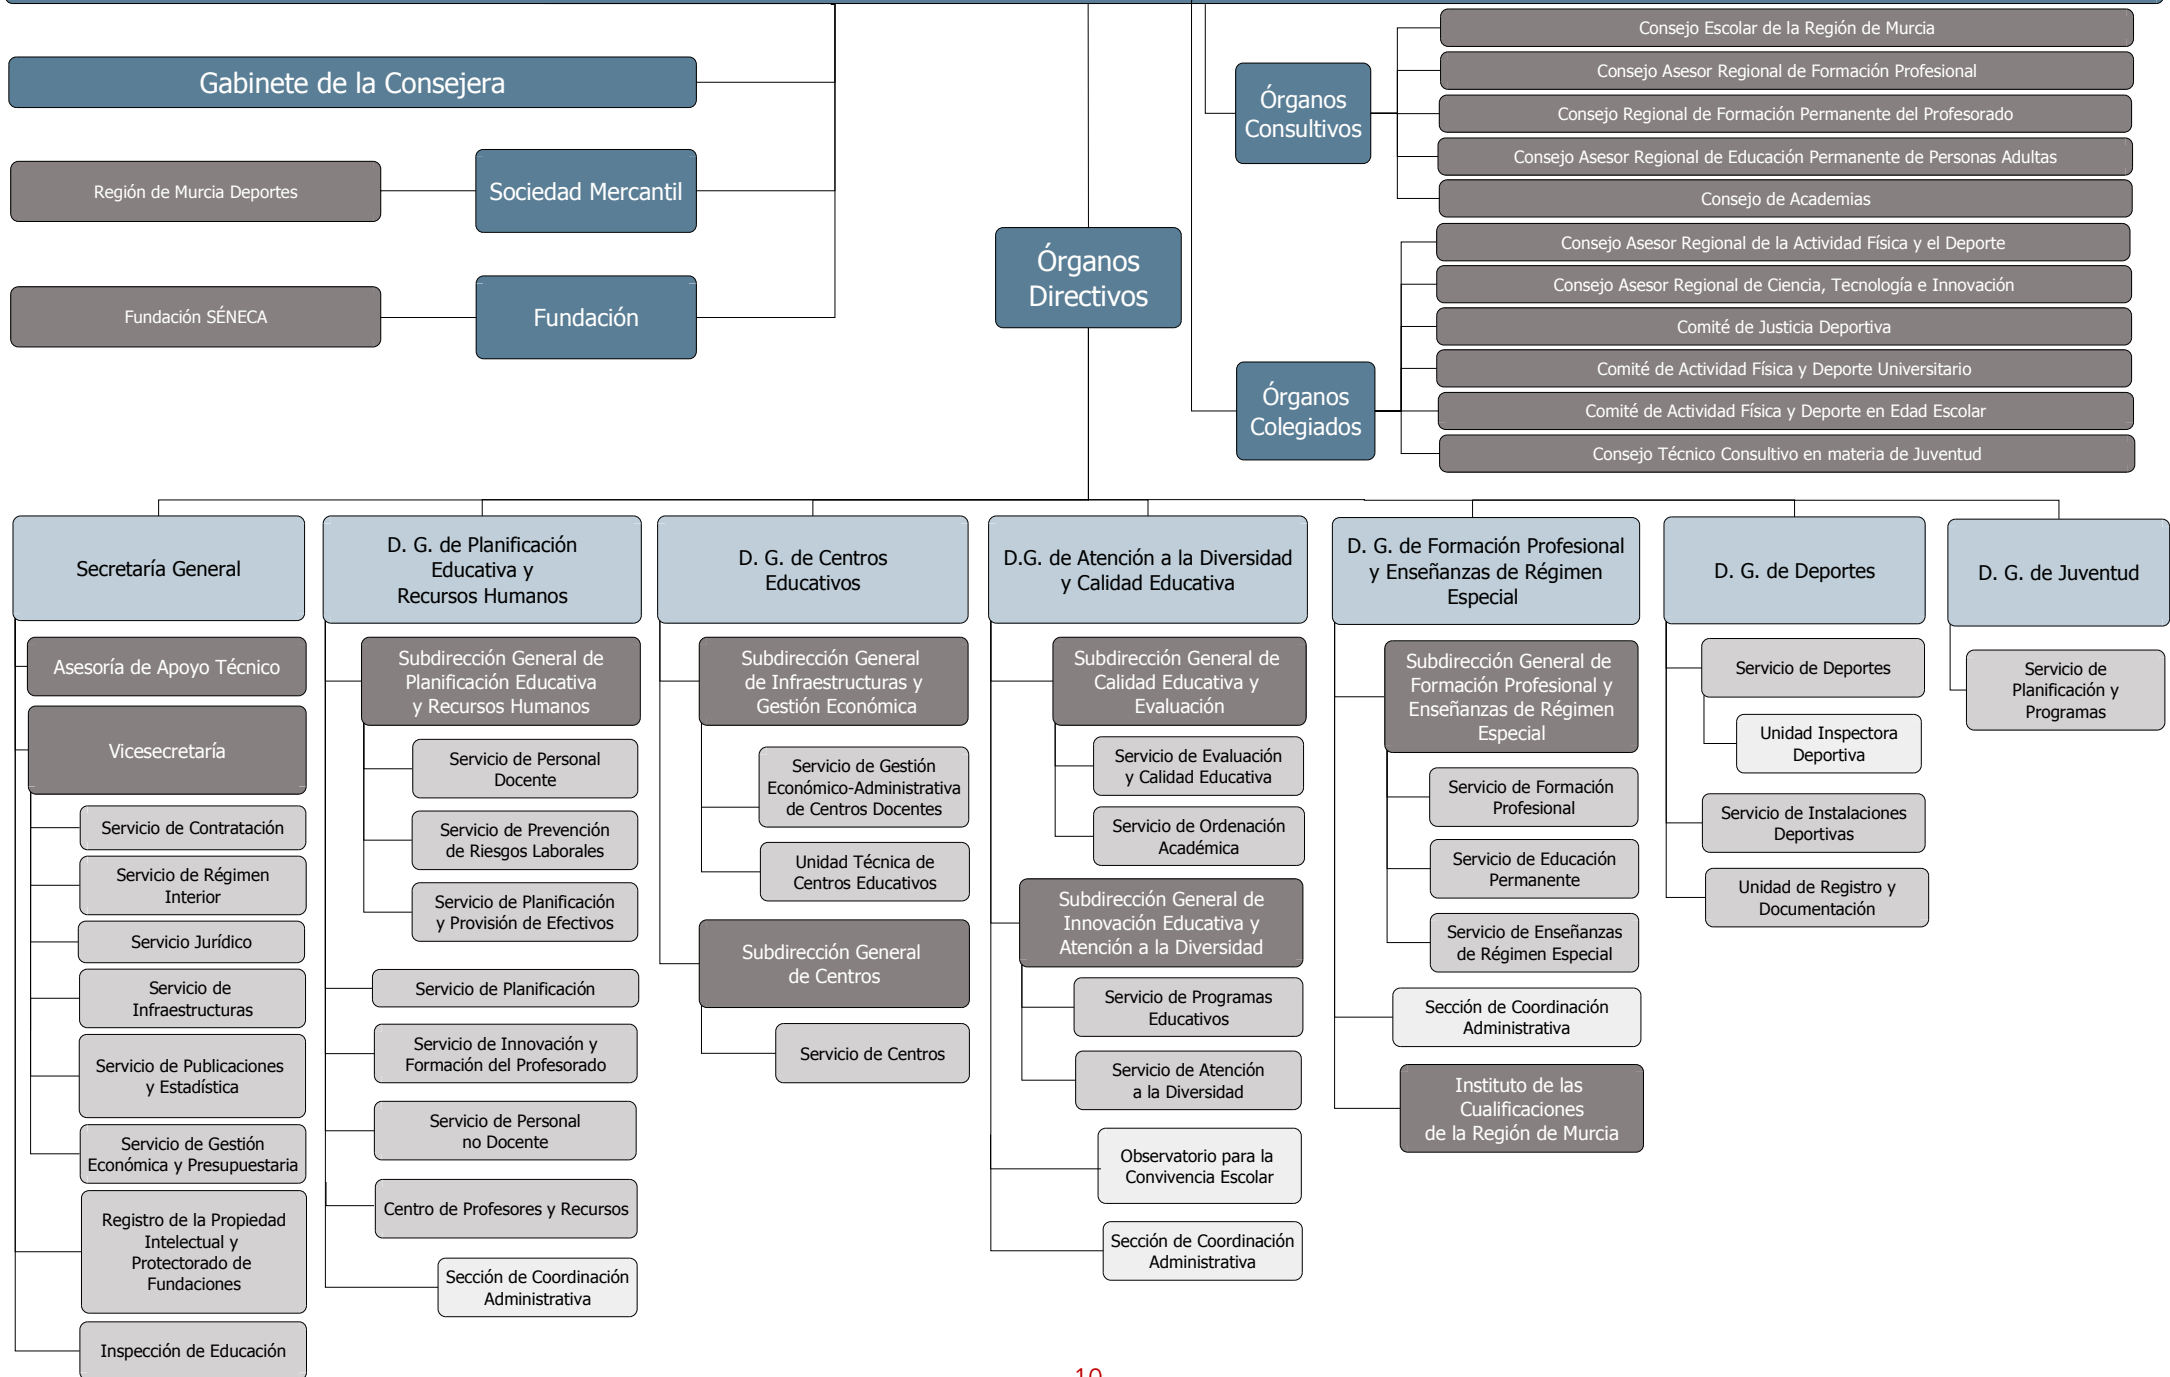 Gabinete de la Consejera
Región de Murcia Deportes
Sociedad Mercantil
Fundación SÉNECA
Fundación
Órganos
Directivos
Órganos
Consultivos
Consejo Escolar de la Región de Murcia
Consejo Asesor Regional de Formación Profesional
Consejo Regional de Formación Permanente del Profesorado
Consejo Asesor Regional de Educación Permanente de Personas Adultas
Consejo de Academias
Órganos
Colegiados
Consejo Asesor Regional de la Actividad Física y el Deporte
Consejo Asesor Regional de Ciencia, Tecnología e Innovación
Comité de Justicia Deportiva
Comité de Actividad Física y Deporte Universitario
Comité de Actividad Física y Deporte en Edad Escolar
Consejo Técnico Consultivo en materia de Juventud
Secretaría General
Asesoría de Apoyo Técnico
Vicesecretaría
Servicio de Contratación
Servicio de Régimen
Interior
Servicio Jurídico
Servicio de
Infraestructuras
Servicio de Publicaciones
y Estadística
Servicio de Gestión
Económica y Presupuestaria
Registro de la Propiedad
Intelectual y
Protectorado de
Fundaciones
Inspección de Educación
D. G. de Planificación
Educativa y
Recursos Humanos
Subdirección General de
Planificación Educativa
y Recursos Humanos
Servicio de Personal
Docente
Servicio de Prevención
de Riesgos Laborales
Servicio de Planificación
y Provisión de Efectivos
Servicio de Planificación
Servicio de Innovación y
Formación del Profesorado
Servicio de Personal
no Docente
Centro de Profesores y Recursos
Sección de Coordinación
Administrativa
D. G. de Centros
Educativos
Subdirección General
de Infraestructuras y
Gestión Económica
Servicio de Gestión
Económico-Administrativa
de Centros Docentes
Unidad Técnica de
Centros Educativos
Subdirección General
de Centros
Servicio de Centros
D.G. de Atención a la Diversidad
y Calidad Educativa
Subdirección General de
Calidad Educativa y
Evaluación
Servicio de Evaluación
y Calidad Educativa
Servicio de Ordenación
Académica
Subdirección General de
Innovación Educativa y
Atención a la Diversidad
Servicio de Programas
Educativos
Servicio de Atención
a la Diversidad
Observatorio para la
Convivencia Escolar
Sección de Coordinación
Administrativa
D. G. de Formación Profesional
y Enseñanzas de Régimen
Especial
Subdirección General de
Formación Profesional y
Enseñanzas de Régimen
Especial
Servicio de Formación
Profesional
Servicio de Educación
Permanente
Servicio de Enseñanzas
de Régimen Especial
Sección de Coordinación
Administrativa
Instituto de las
Cualificaciones
de la Región de Murcia
D. G. de Deportes
Servicio de Deportes
Unidad Inspectora
Deportiva
Servicio de Instalaciones
Deportivas
Unidad de Registro y
Documentación
D. G. de Juventud
Servicio de
Planificación y
Programas
10